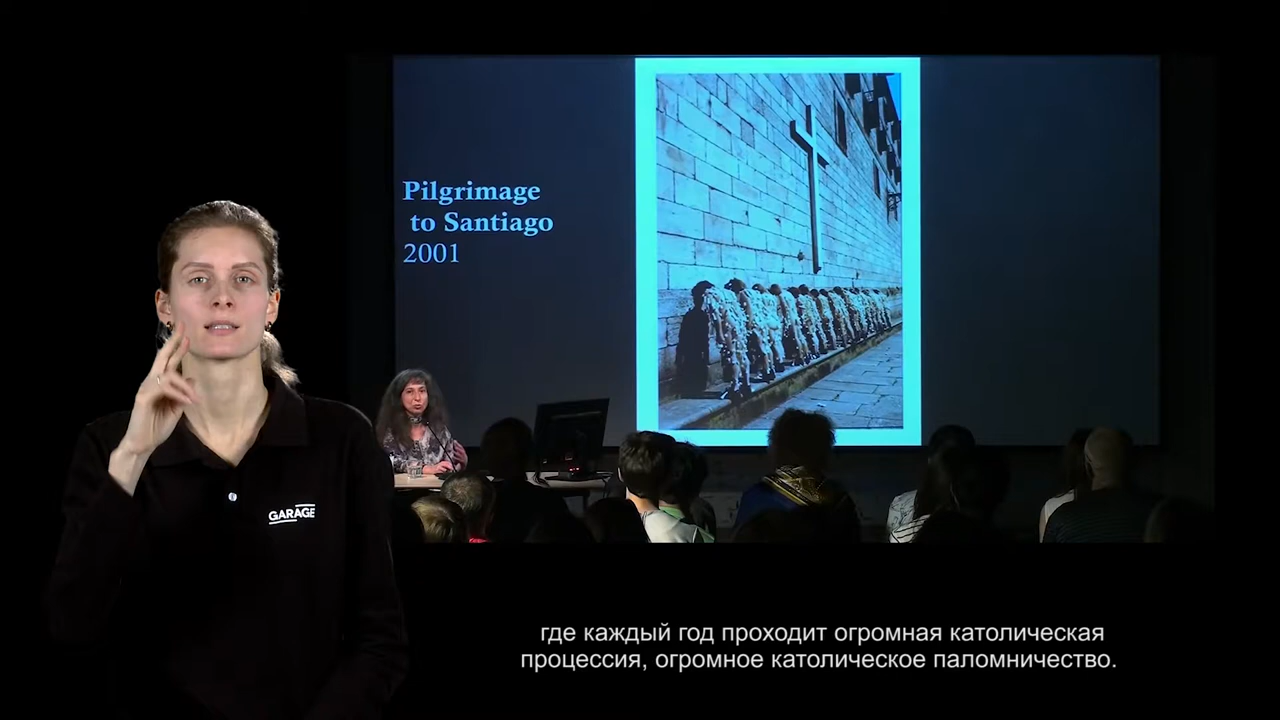 Pilgrimage
to Santiago
2001
GARAGE
где каждый год проходит огромная католическая
процессия, огромное католическое паломничество.